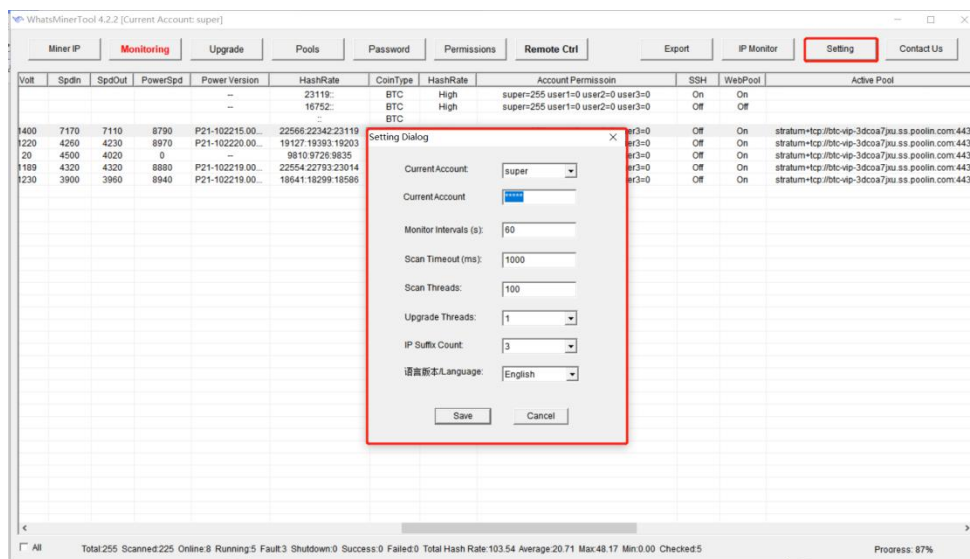 WhatsMinerTool 4.2.2 [Current Account: super]
Miner IP Monitoring Upgrade Pools Password Permissions Remote Ctrl Export IP Monitor Setting Contact Us
Volt SpdIn SpdOut PowerSpd Power Version HashRate CoinType HashRate Account Permissoin SSH WebPool Active Pool
-- 23119:: BTC High super=255 user1=0 user2=0 user3=0 On On
-- 16752:: BTC High super=255 user1=0 user2=0 user3=0 Off Off
:: BTC
1400 7170 7110 8790 P21-102215.00... 22566:22342:23119 er3=0 Off On stratum+tcp://btc-vip-3dcoa7jxu.ss.poolin.com:443
1220 4260 4230 8970 P21-102220.00... 19127:19393:19203 er3=0 Off On stratum+tcp://btc-vip-3dcoa7jxu.ss.poolin.com:443
20 4500 4020 0 -- 9810:9726:9835 er3=0 Off On stratum+tcp://btc-vip-3dcoa7jxu.ss.poolin.com:443
1189 4320 4320 8880 P21-102219.00... 22554:22793:23014 er3=0 Off On stratum+tcp://btc-vip-3dcoa7jxu.ss.poolin.com:443
1230 3900 3960 8940 P21-102219.00... 18641:18299:18586 er3=0 Off On stratum+tcp://btc-vip-3dcoa7jxu.ss.poolin.com:443
Setting Dialog
CurrentAccount: super
CurrentAccount *****
Monitor Intervals (s): 60
Scan Timeout (ms): 1000
Scan Threads: 100
Upgrade Threads: 1
IP Suffix Count: 3
语言版本/Language: English
Save Cancel
All Total:255 Scanned:225 Online:8 Running:5 Fault:3 Shutdown:0 Success:0 Failed:0 Total Hash Rate:103.54 Average:20.71 Max:48.17 Min:0.00 Checked:5 Progress: 87%